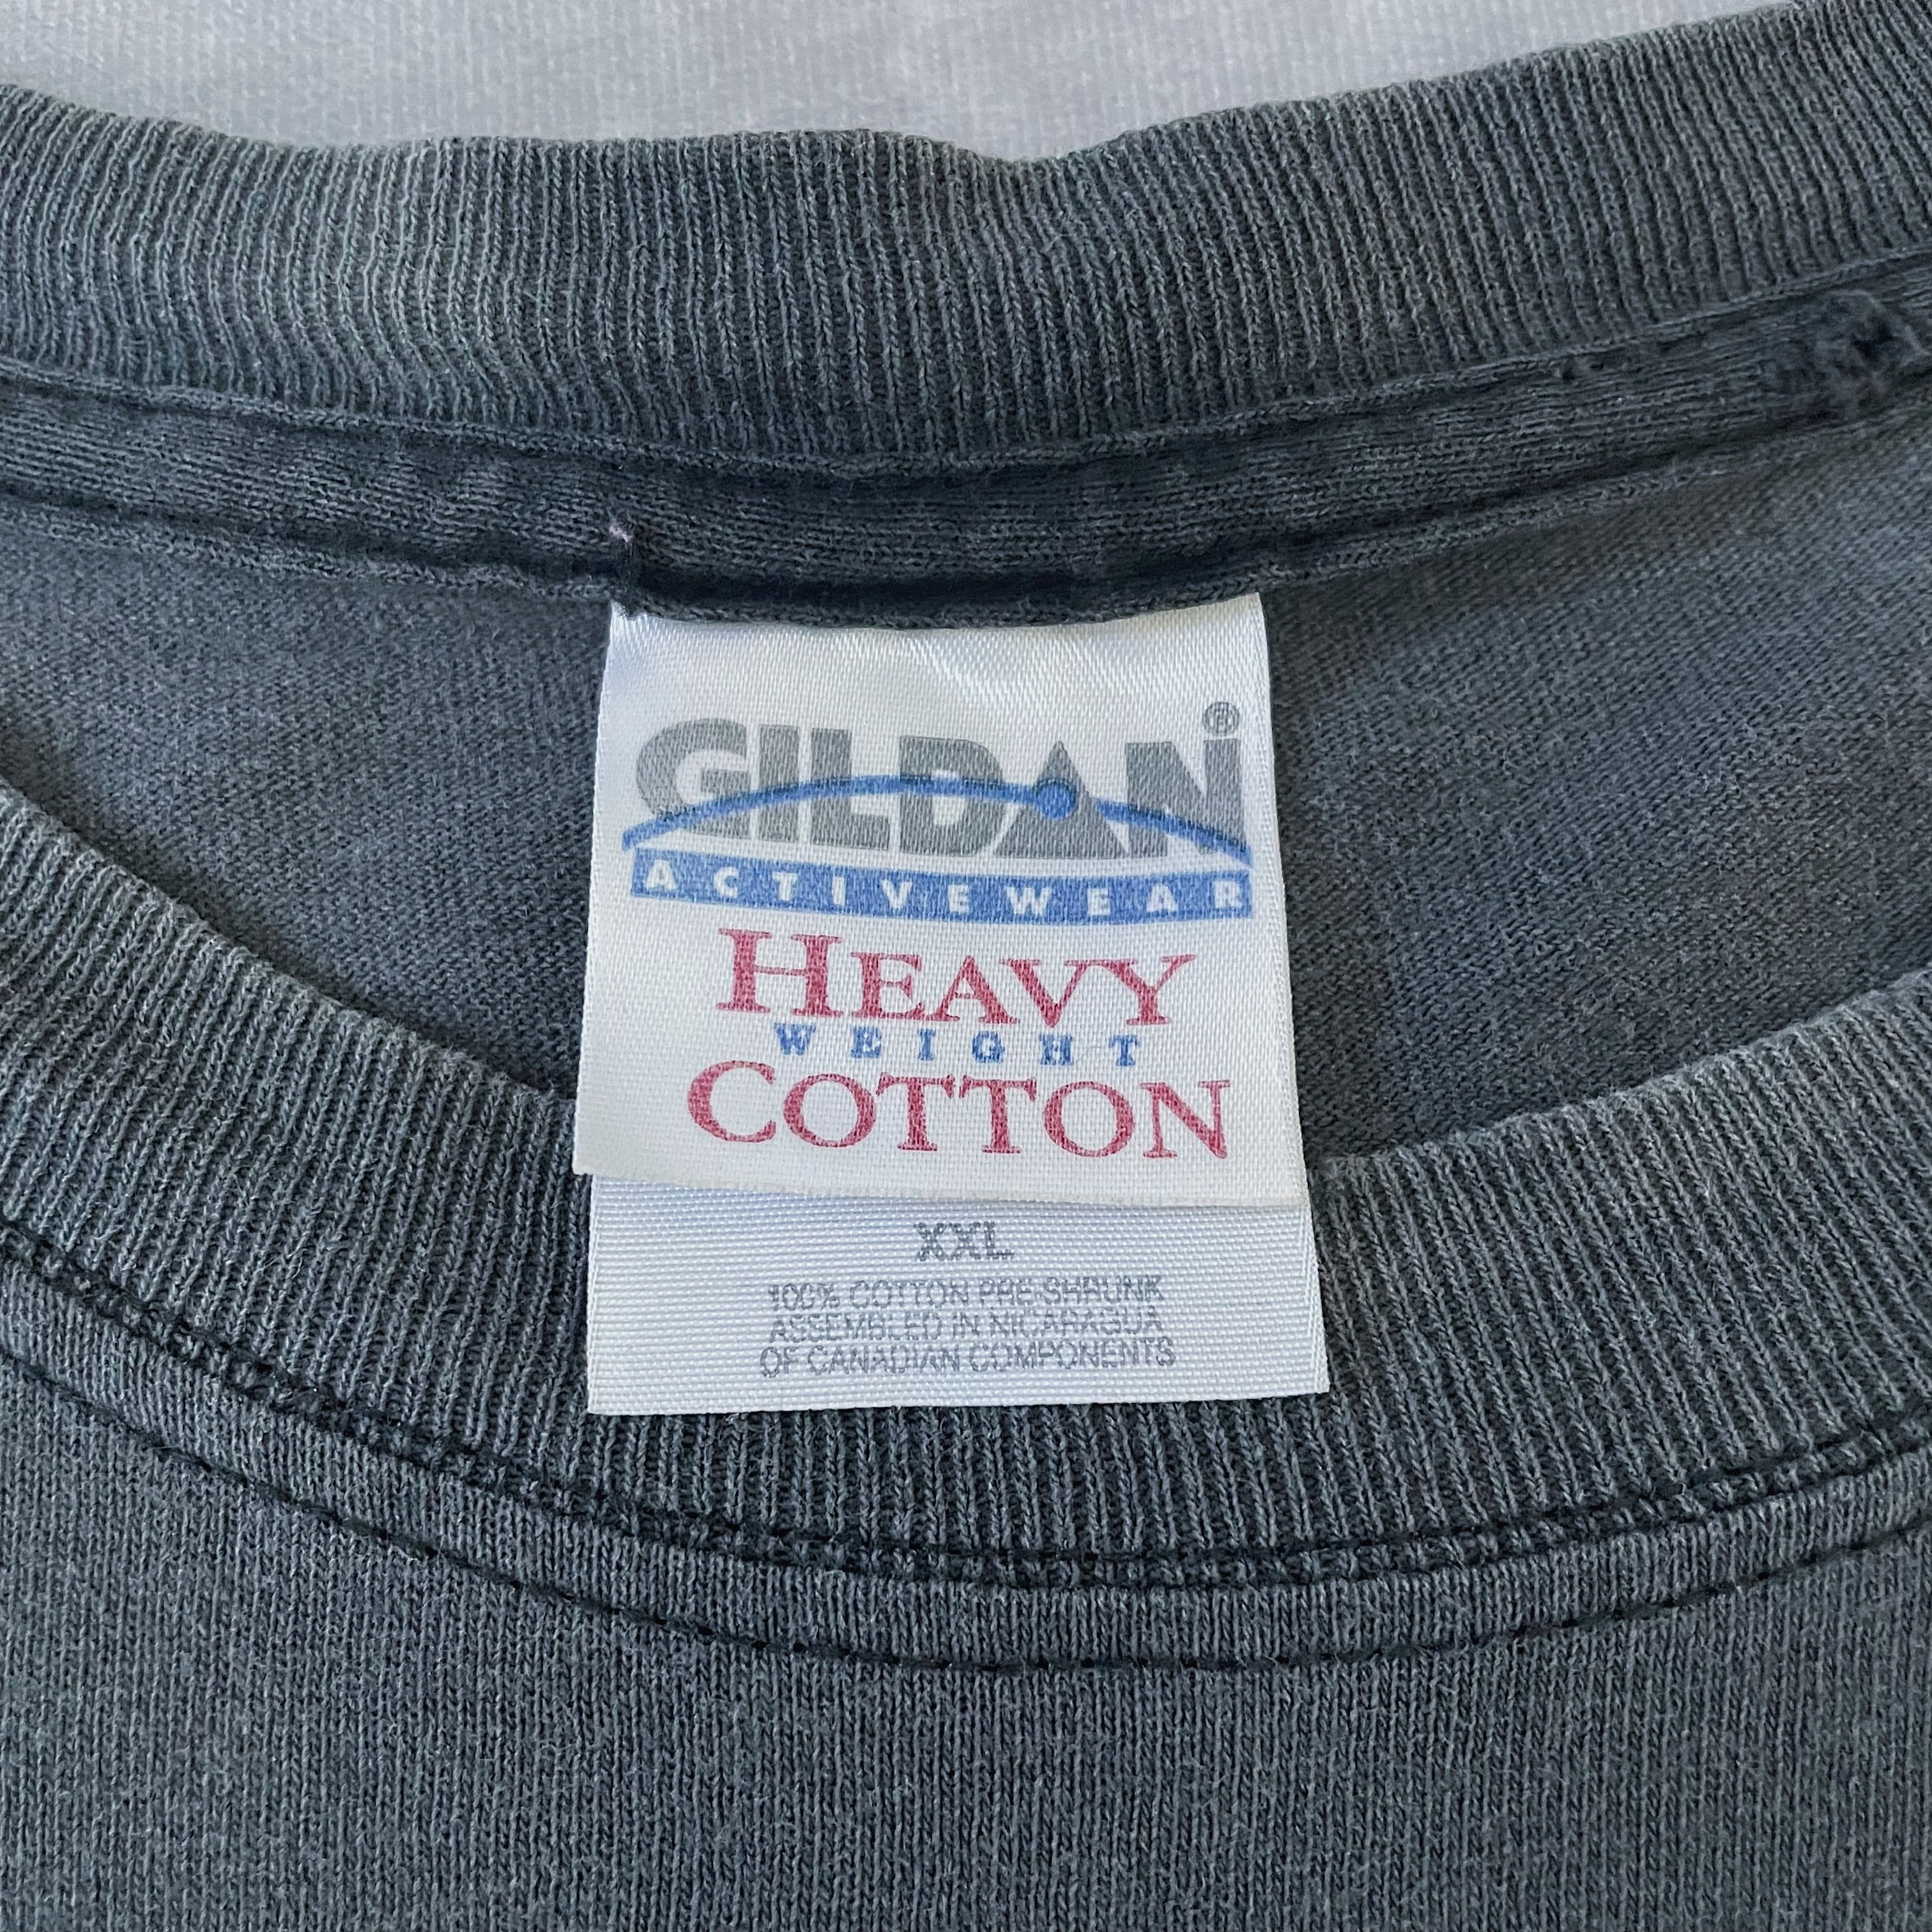 GILDAN®
ACTIVEWEAR
HEAVY
WEIGHT
COTTON
XXL
100% COTTON PRE SHRUNK
ASSEMBLED IN NICARAGUA
OF CANADIAN COMPONENTS